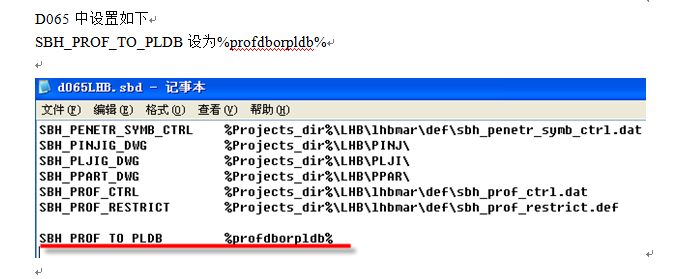 D065 中设置如下
SBH_PROF_TO_PLDB 设为%profdborpldb%
d065LHB.sbd - 记事本
文件(F) 编辑(E) 格式(O) 查看(V) 帮助(H)
SBH_PENETR_SYMB_CTRL %Projects_dir%\LHB\lhbmar\def\sbh_penetr_symb_ctrl.dat
SBH_PINJIG_DWG %Projects_dir%\LHB\PINJ\
SBH_PLJIG_DWG %Projects_dir%\LHB\PLJI\
SBH_PPART_DWG %Projects_dir%\LHB\PPAR\
SBH_PROF_CTRL %Projects_dir%\LHB\lhbmar\def\sbh_prof_ctrl.dat
SBH_PROF_RESTRICT %Projects_dir%\LHB\lhbmar\def\sbh_prof_restrict.def
SBH_PROF_TO_PLDB %profdborpldb%